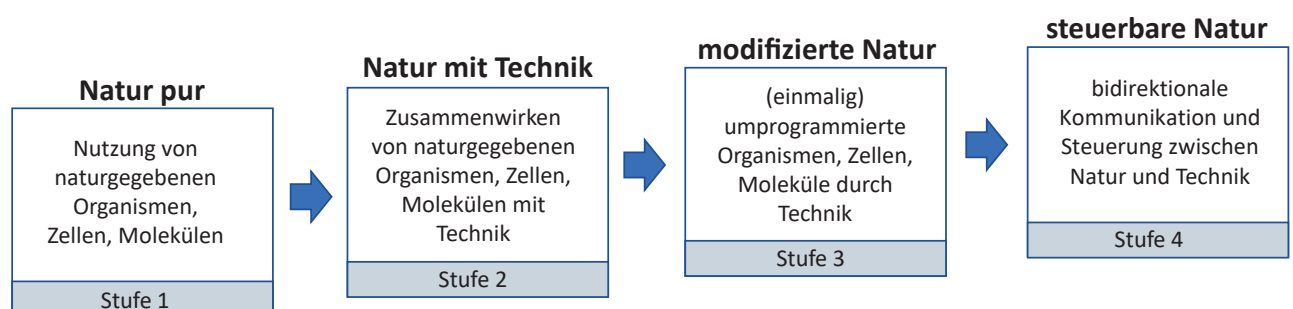 Natur pur
Nutzung von
naturgegebenen
Organismen,
Zellen, Molekülen
Stufe 1
Natur mit Technik
Zusammenwirken
von naturgegebenen
Organismen, Zellen,
Molekülen mit
Technik
Stufe 2
modifizierte Natur
(einmalig)
umprogrammierte
Organismen, Zellen,
Moleküle durch
Technik
Stufe 3
steuerbare Natur
bidirektionale
Kommunikation und
Steuerung zwischen
Natur und Technik
Stufe 4